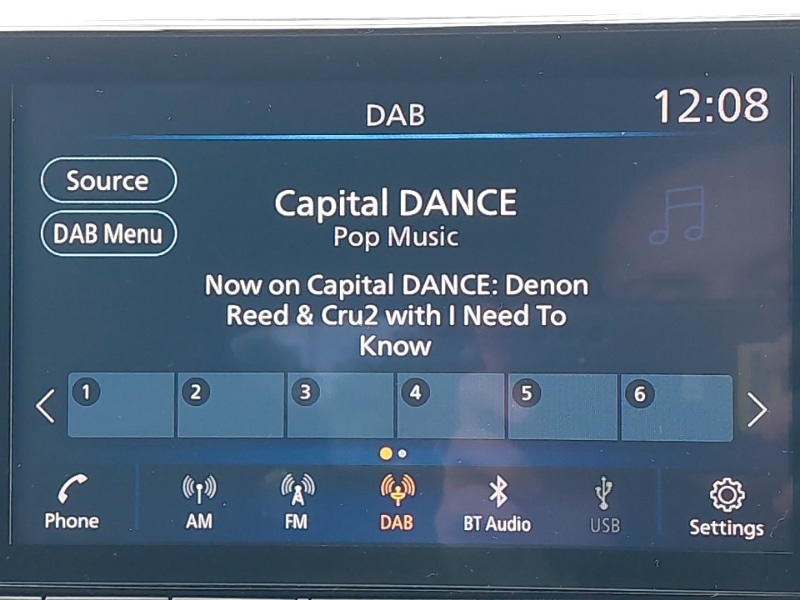 DAB
12:08
Source
DAB Menu
Capital DANCE
Pop Music
Now on Capital DANCE: Denon
Reed & Cru2 with I Need To
Know
1 2 3 4 5 6
Phone AM FM DAB BT Audio USB Settings